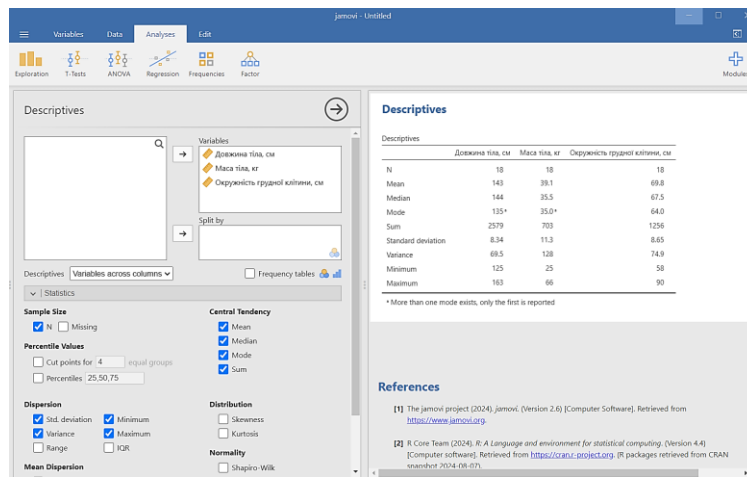 jamovi - Untitled
Variables Data Analyses Edit
Exploration T-Tests ANOVA Regression Frequencies Factor Modules
Descriptives
Variables
Довжина тіла, см
Маса тіла, кг
Окружність грудної клітини, см
Split by
Descriptives Variables across columns Frequency tables
Statistics
Sample Size
N Missing
Percentile Values
Cut points for 4 equal groups
Percentiles 25,50,75
Dispersion
Std. deviation Minimum
Variance Maximum
Range IQR
Mean Dispersion
Central Tendency
Mean
Median
Mode
Sum
Distribution
Skewness
Kurtosis
Normality
Shapiro-Wilk
Descriptives
Descriptives
Довжина тіла, см Маса тіла, кг Окружність грудної клітини, см
N 18 18 18
Mean 143 39.1 69.8
Median 144 35.5 67.5
Mode 135ᵃ 35.0ᵃ 64.0
Sum 2579 703 1256
Standard deviation 8.34 11.3 8.65
Variance 69.5 128 74.9
Minimum 125 25 58
Maximum 163 66 90
ᵃ More than one mode exists, only the first is reported
References
[1] The jamovi project (2024). jamovi. (Version 2.6) [Computer Software]. Retrieved from
https://www.jamovi.org.
[2] R Core Team (2024). R: A Language and environment for statistical computing. (Version 4.4)
[Computer software]. Retrieved from https://cran.r-project.org. (R packages retrieved from CRAN
snapshot 2024-08-07).